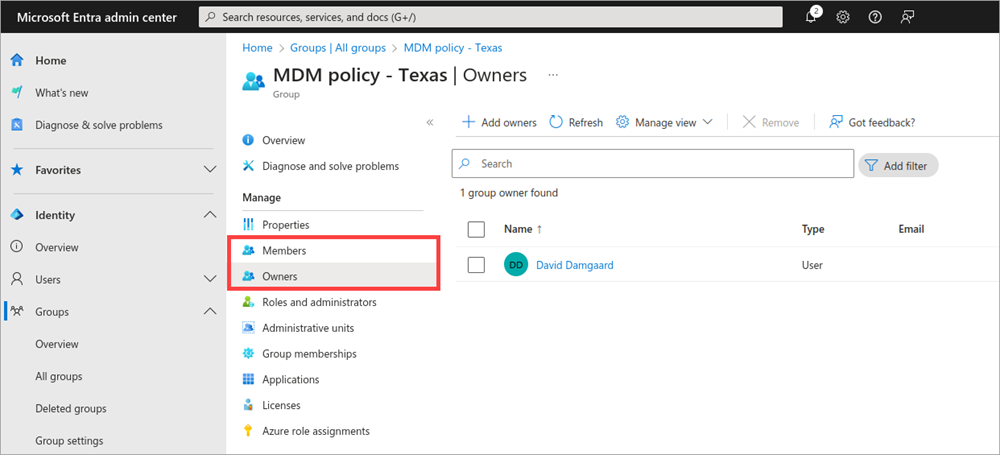 Microsoft Entra admin center
Search resources, services, and docs (G+/)
2
Home
What's new
Diagnose & solve problems
Favorites
Identity
Overview
Users
Groups
Overview
All groups
Deleted groups
Group settings
Home > Groups | All groups > MDM policy - Texas
MDM policy - Texas | Owners ...
Group
«
Overview
Diagnose and solve problems
Manage
Properties
Members
Owners
Roles and administrators
Administrative units
Group memberships
Applications
Licenses
Azure role assignments
Add owners Refresh Manage view Remove Got feedback?
Search
Add filter
1 group owner found
Name ↑ Type Email
DD David Damgaard User